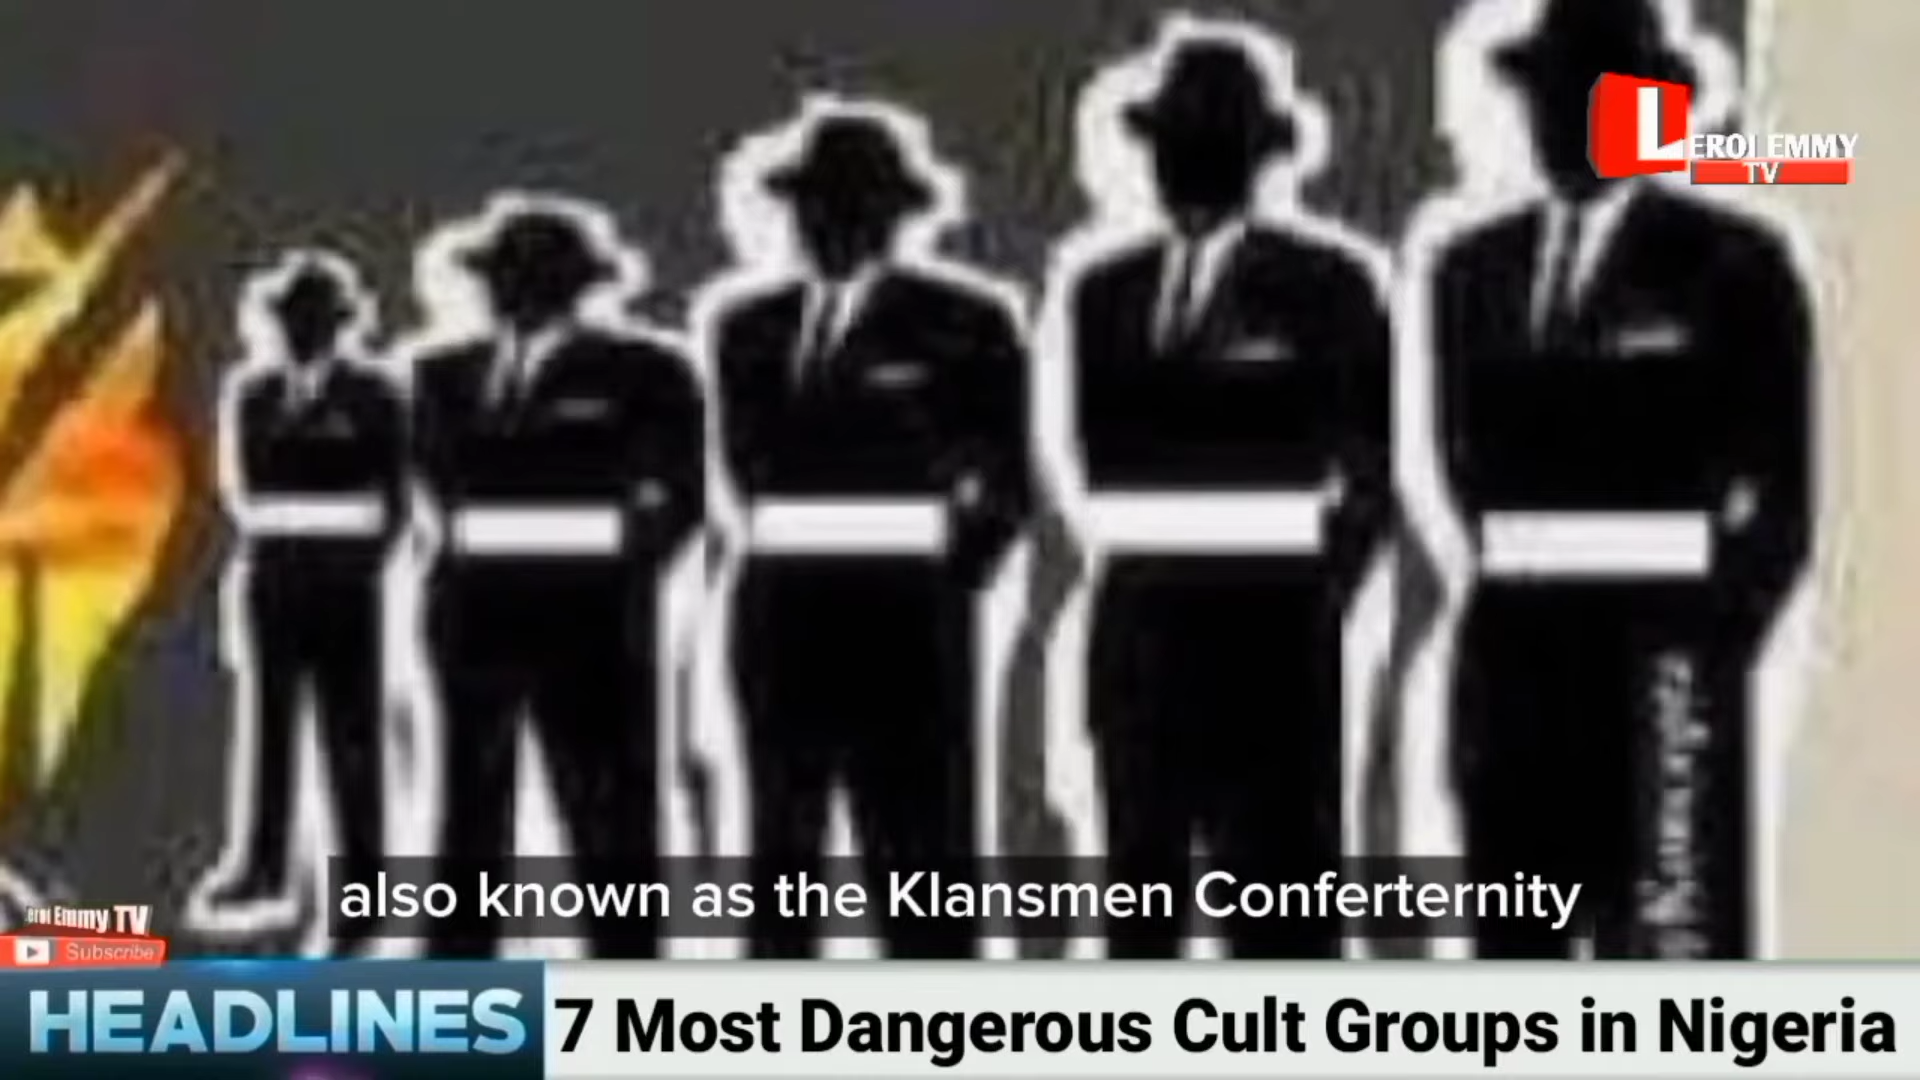 LEROI EMMY
TV
also known as the Klansmen Conferternity
Leroi Emmy TV
Subscribe
HEADLINES
7 Most Dangerous Cult Groups in Nigeria